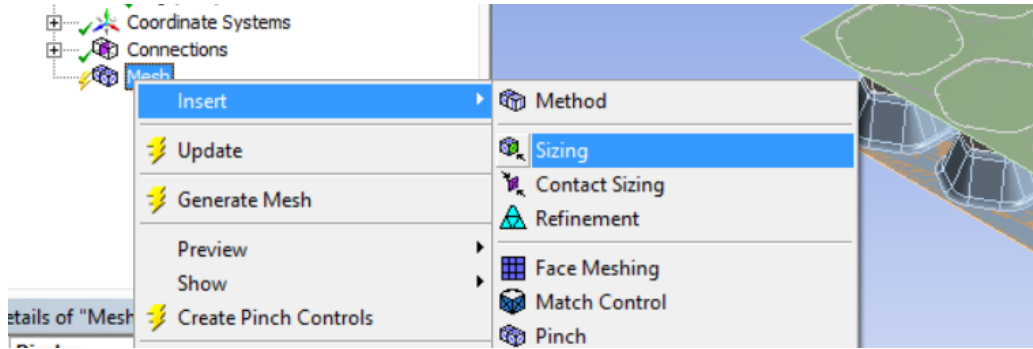 Coordinate Systems
Connections
Mesh
Insert
Method
Update
Sizing
Contact Sizing
Generate Mesh
Refinement
Preview
Face Meshing
Show
Match Control
etails of "Mesh
Create Pinch Controls
Pinch